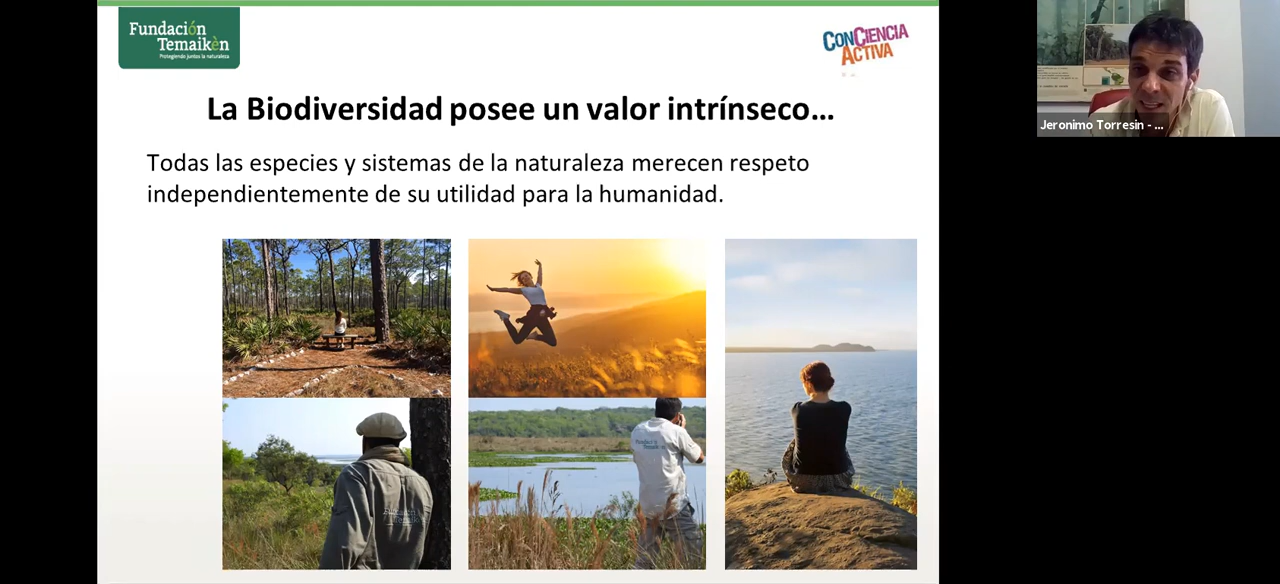 Fundación
Temaikèn
Protegiendo juntos la naturaleza
CONCIENCIA
ACTIVA
La Biodiversidad posee un valor intrínseco...
Todas las especies y sistemas de la naturaleza merecen respeto
independientemente de su utilidad para la humanidad.
Jeronimo Torresin - ...